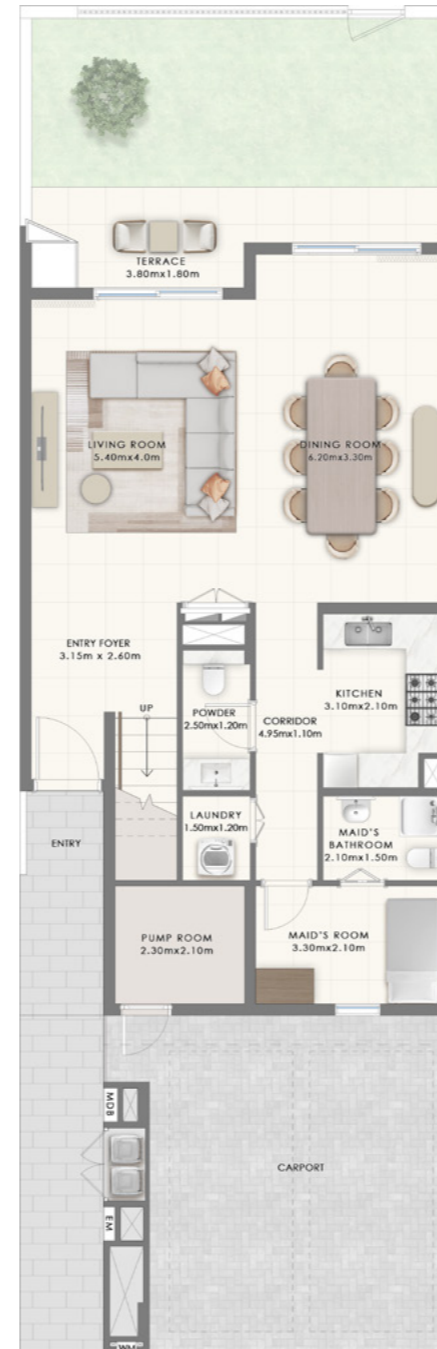 TERRACE
3.80mx1.80m
LIVING ROOM
5.40mx4.0m
DINING ROOM
6.20mx3.30m
ENTRY FOYER
3.15m x 2.60m
UP
POWDER
2.50mx1.20m
CORRIDOR
4.95mx1.10m
KITCHEN
3.10mx2.10m
LAUNDRY
1.50mx1.20m
MAID'S
BATHROOM
2.10mx1.50m
ENTRY
PUMP ROOM
2.30mx2.10m
MAID'S ROOM
3.30mx2.10m
MDB
CARPORT
EM
WM